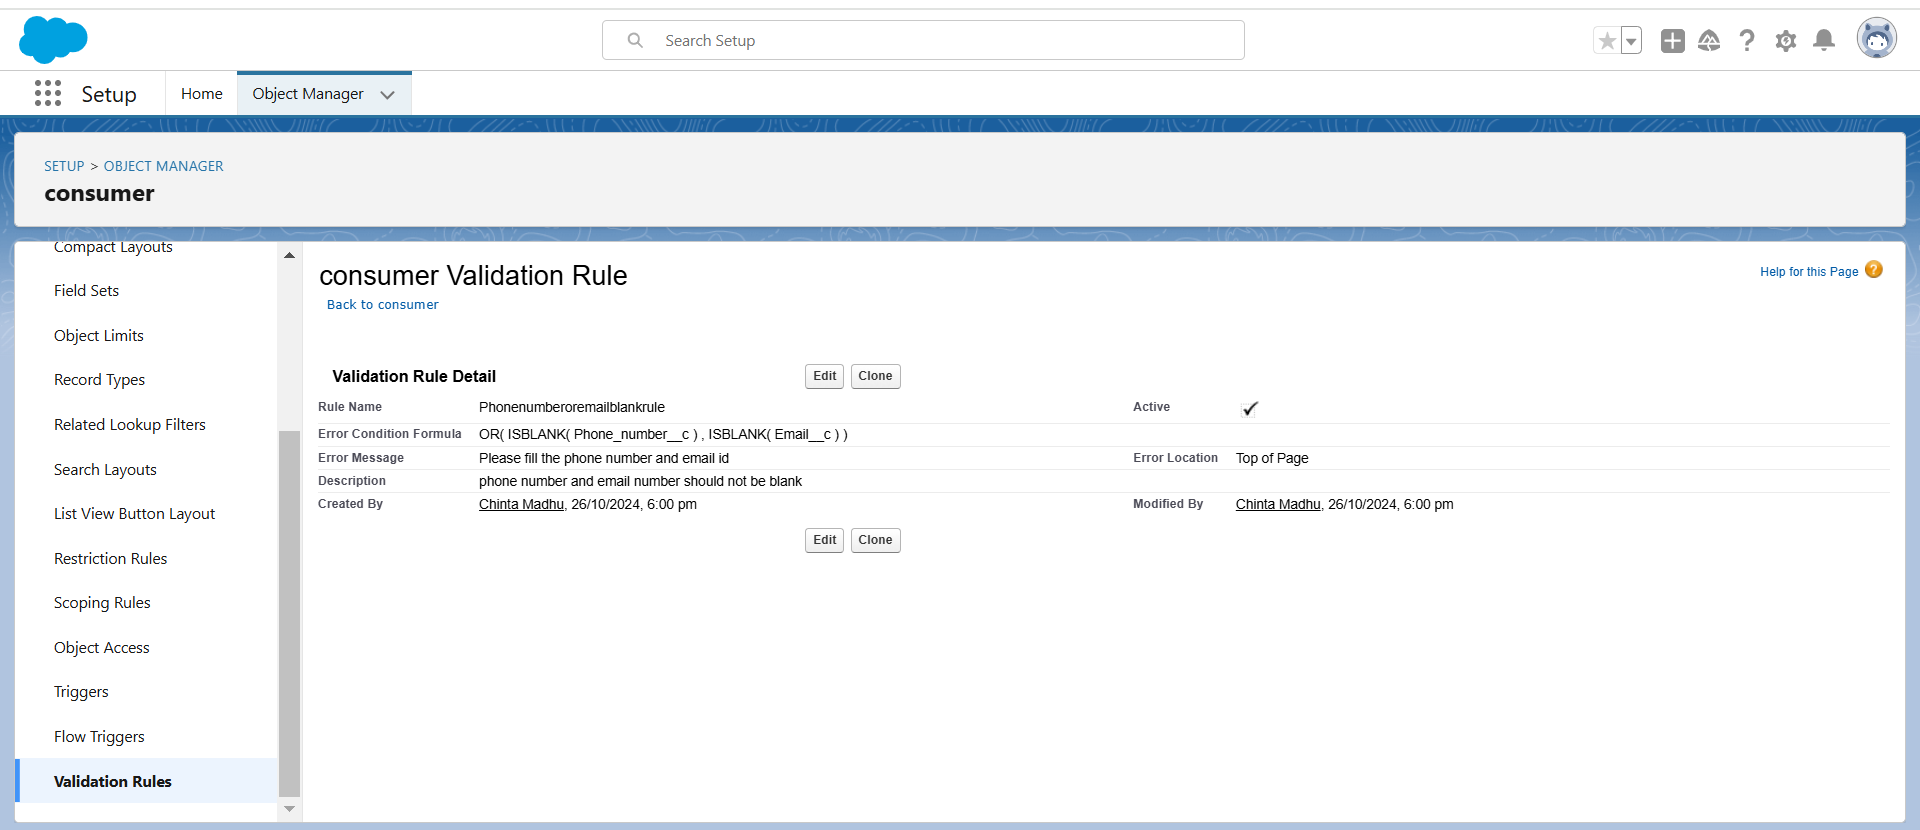 Search Setup
Setup
Home
Object Manager
SETUP > OBJECT MANAGER
consumer
Compact Layouts
Field Sets
Object Limits
Record Types
Related Lookup Filters
Search Layouts
List View Button Layout
Restriction Rules
Scoping Rules
Object Access
Triggers
Flow Triggers
Validation Rules
consumer Validation Rule
Help for this Page ?
Back to consumer
Validation Rule Detail Edit Clone
Rule Name Phonenumberoremailblankrule Active
Error Condition Formula OR( ISBLANK( Phone_number__c ) , ISBLANK( Email__c ) )
Error Message Please fill the phone number and email id Error Location Top of Page
Description phone number and email number should not be blank
Created By Chinta Madhu, 26/10/2024, 6:00 pm Modified By Chinta Madhu, 26/10/2024, 6:00 pm
Edit Clone